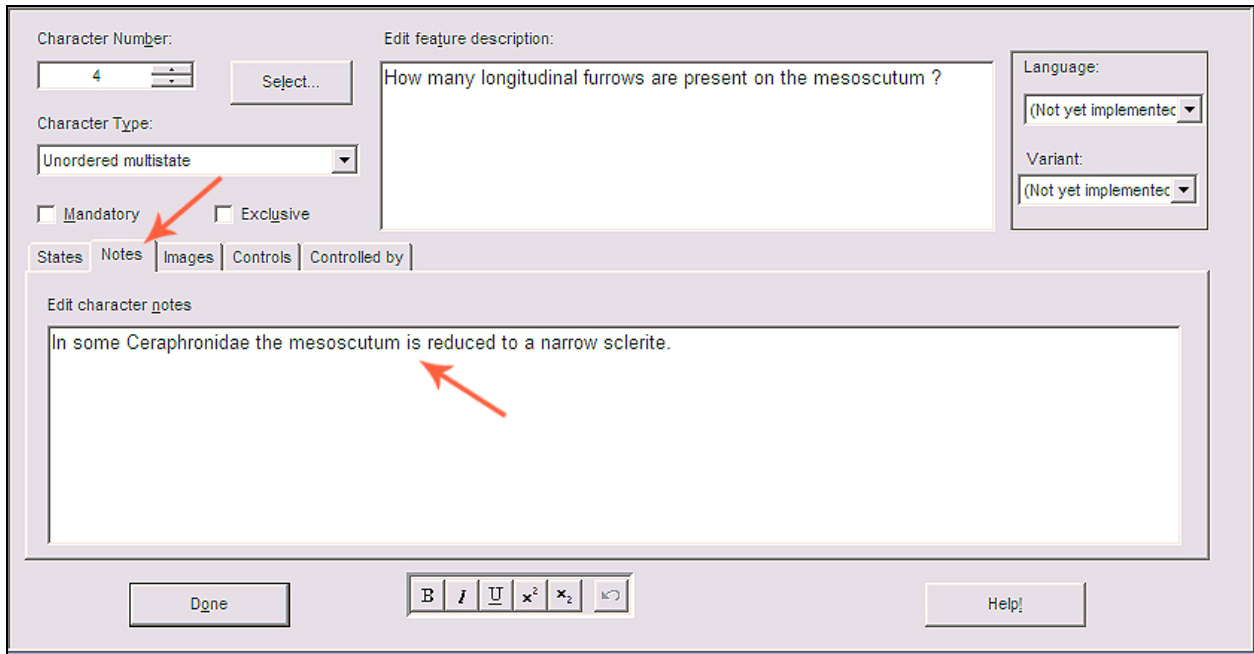 Character Number:
4
Select...
Character Type:
Unordered multistate
Mandatory
Exclusive
Edit feature description:
How many longitudinal furrows are present on the mesoscutum ?
Language:
(Not yet implementec
Variant:
(Not yet implementec
States
Notes
Images
Controls
Controlled by
Edit character notes
In some Ceraphronidae the mesoscutum is reduced to a narrow sclerite.
Done
B I U x² x₂
Help!